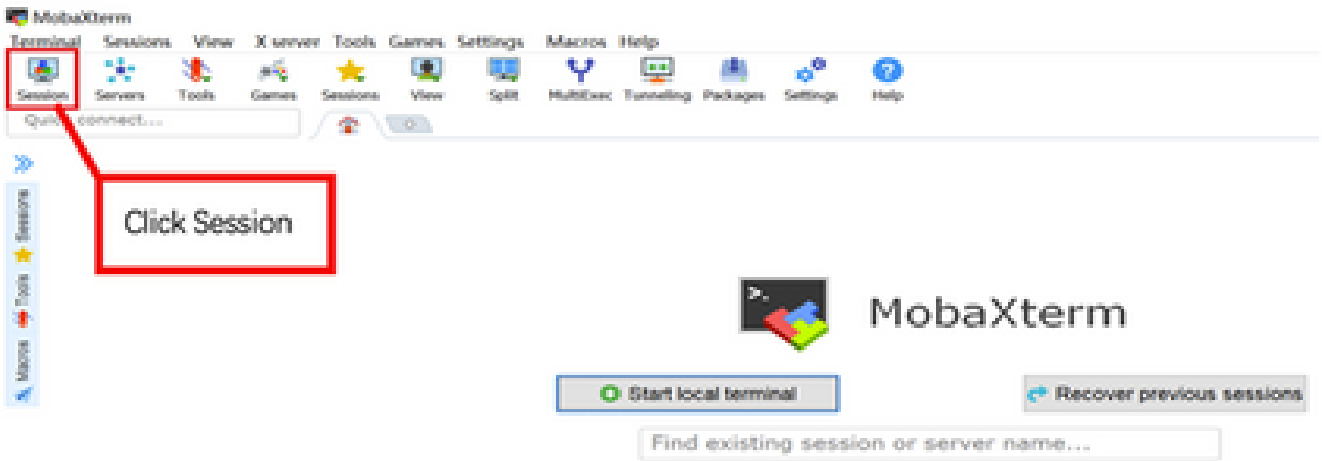 MobaXterm
Terminal Sessions View X server Tools Games Settings Macros Help
Session Servers Tools Games Sessions View Split MultiExec Tunneling Packages Settings Help
Quick connect...
Click Session
Sessions
Tools
Macros
MobaXterm
Start local terminal
Recover previous sessions
Find existing session or server name...